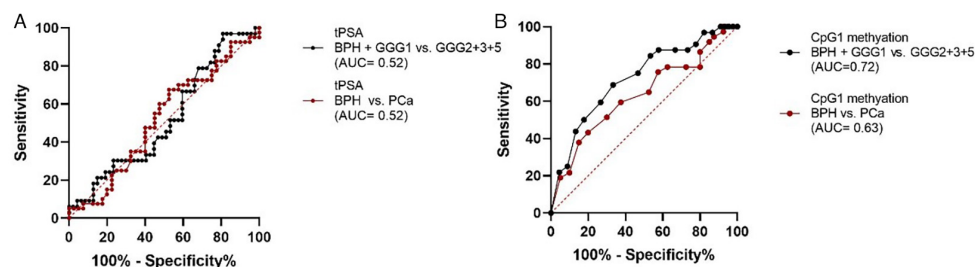 A
100
80
60
40
20
0
Sensitivity
0 20 40 60 80 100
100% - Specificity%
tPSA
BPH + GGG1 vs. GGG2+3+5
(AUC= 0.52)
tPSA
BPH vs. PCa
(AUC= 0.52)
B
100
80
60
40
20
0
Sensitivity
0 20 40 60 80 100
100% - Specificity%
CpG1 methyation
BPH + GGG1 vs. GGG2+3+5
(AUC=0.72)
CpG1 methyation
BPH vs. PCa
(AUC= 0.63)